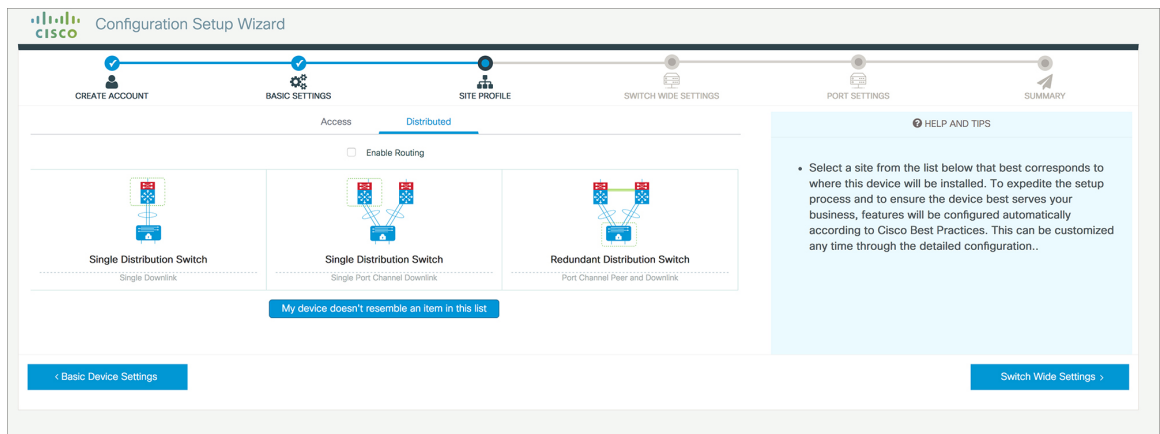 CISCO
Configuration Setup Wizard
CREATE ACCOUNT
BASIC SETTINGS
SITE PROFILE
SWITCH WIDE SETTINGS
PORT SETTINGS
SUMMARY
Access
Distributed
Enable Routing
Single Distribution Switch
Single Downlink
Single Distribution Switch
Single Port Channel Downlink
Redundant Distribution Switch
Port Channel Peer and Downlink
My device doesn't resemble an item in this list
HELP AND TIPS
• Select a site from the list below that best corresponds to
where this device will be installed. To expedite the setup
process and to ensure the device best serves your
business, features will be configured automatically
according to Cisco Best Practices. This can be customized
any time through the detailed configuration..
‹ Basic Device Settings
Switch Wide Settings ›